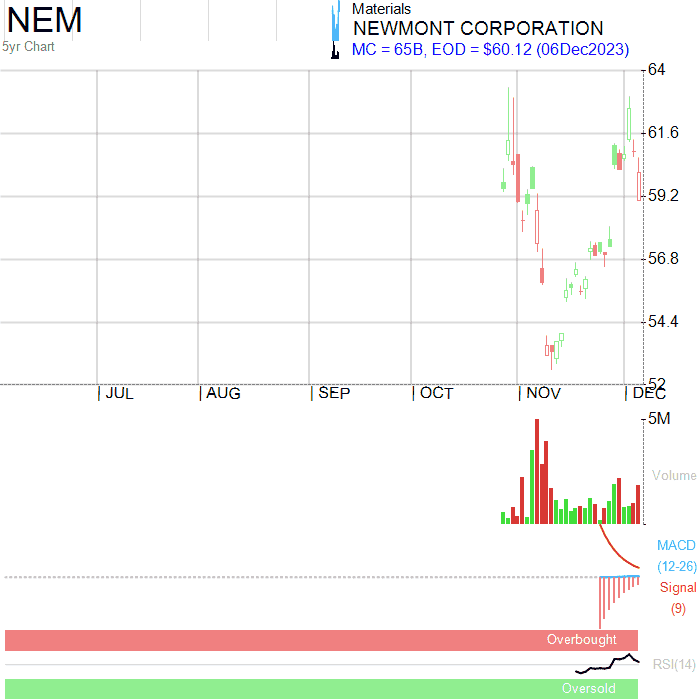 NEM
5yr Chart
Materials
NEWMONT CORPORATION
MC = 65B, EOD = $60.12 (06Dec2023)
64
61.6
59.2
56.8
54.4
52
JUL AUG SEP OCT NOV DEC
5M
Volume
MACD
(12-26)
Signal
(9)
Overbought
RSI(14)
Oversold